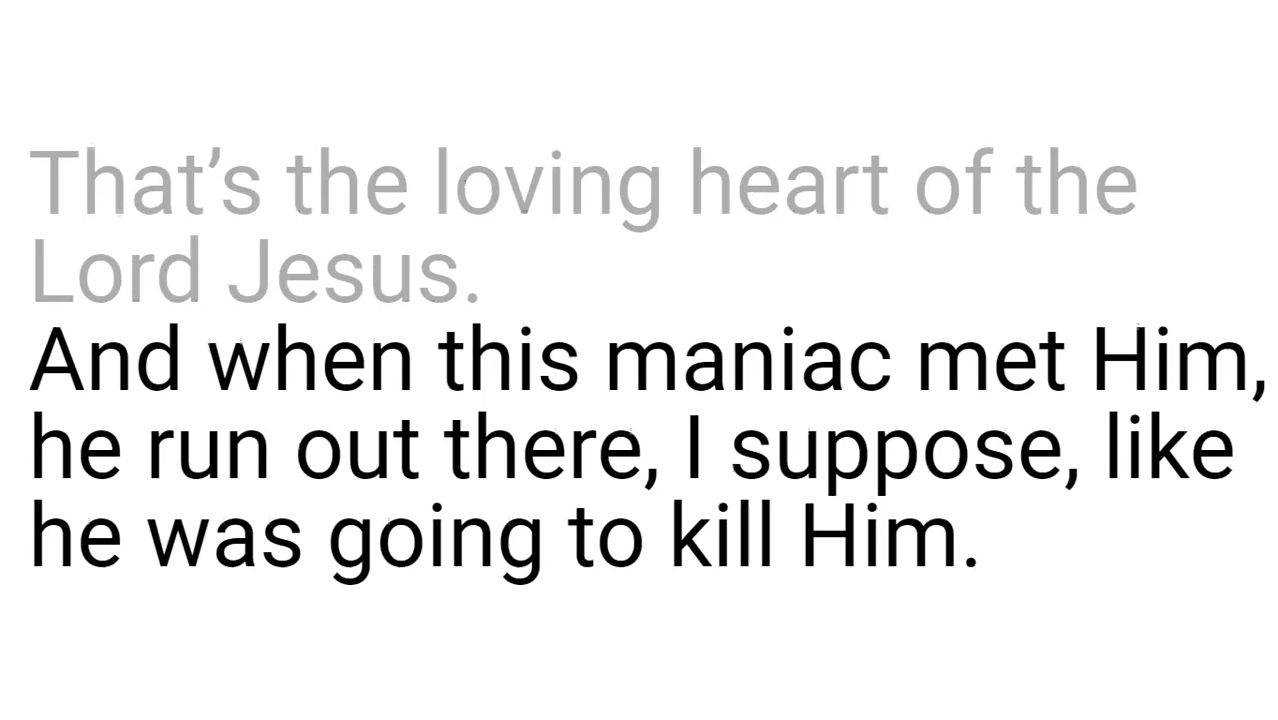 That’s the loving heart of the
Lord Jesus.
And when this maniac met Him,
he run out there, I suppose, like
he was going to kill Him.